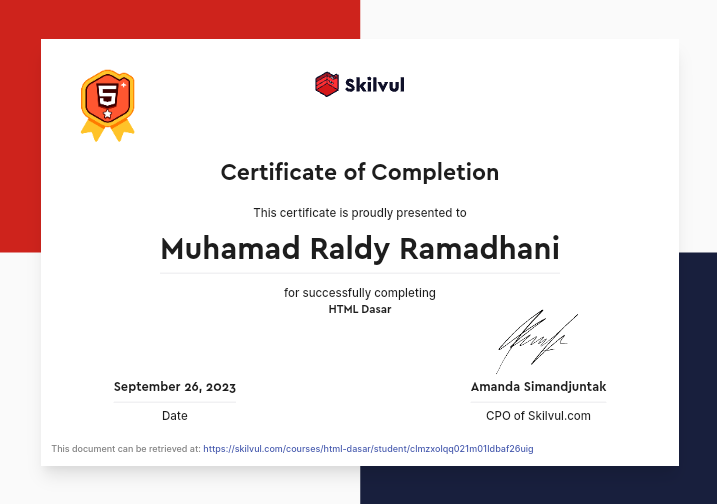 5
Skilvul
Certificate of Completion
This certificate is proudly presented to
Muhamad Raldy Ramadhani
for successfully completing
HTML Dasar
September 26, 2023
Amanda Simandjuntak
Date
CPO of Skilvul.com
This document can be retrieved at: https://skilvul.com/courses/html-dasar/student/clmzxolqq021m01ldbaf26uig